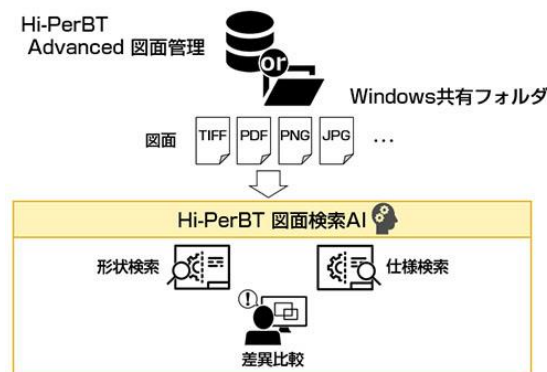 Hi-PerBT
Advanced 図面管理
or
Windows共有フォルダ
図面
TIFF
PDF
PNG
JPG
…
Hi-PerBT 図面検索AI
形状検索
仕様検索
!
差異比較